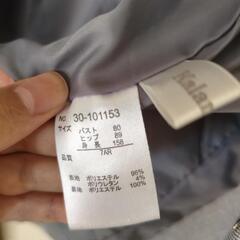 NO. 30-101153
サイズ
バスト 80
ヒップ 89
身長 158
品質 7AR
表地 ポリエステル 96%
ポリウレタン 4%
裏地 ポリエステル 100%